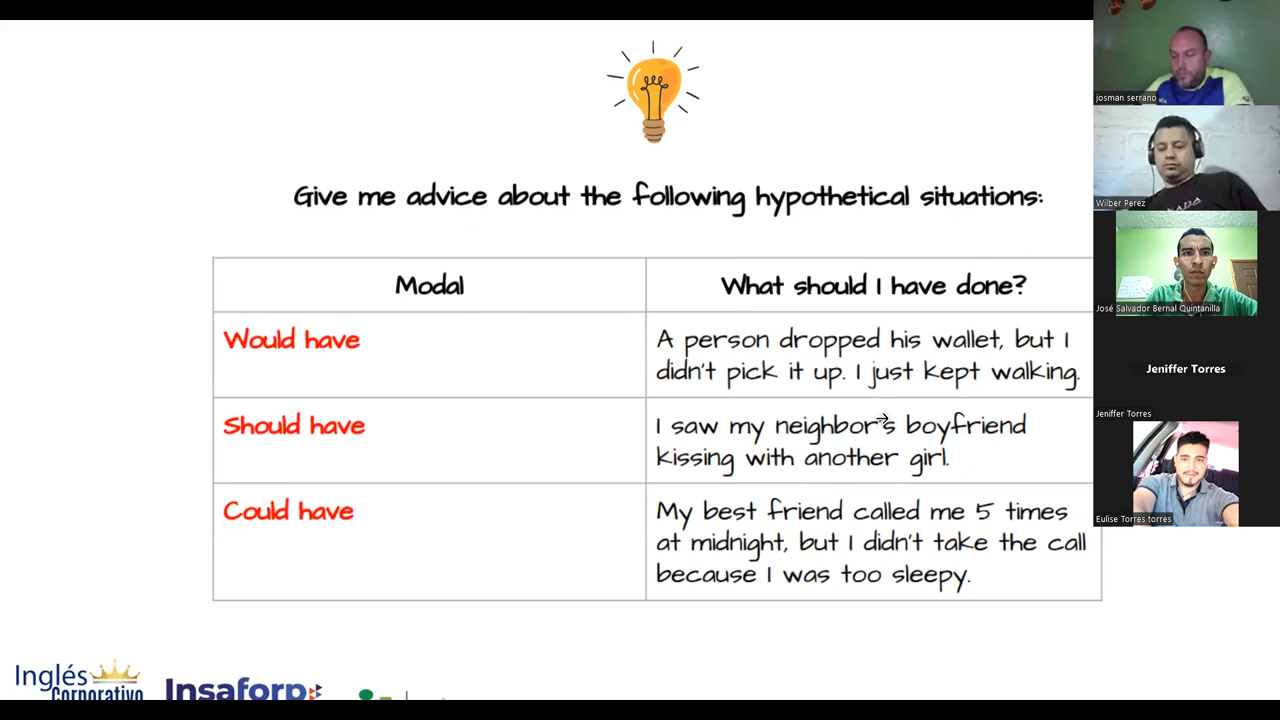 Give me advice about the following hypothetical situations:
Modal
What should I have done?
Would have
A person dropped his wallet, but I
didn't pick it up. I just kept walking.
Should have
I saw my neighbor's boyfriend
kissing with another girl.
Could have
My best friend called me 5 times
at midnight, but I didn't take the call
because I was too sleepy.
Inglés
Corporativo
Insaforp
josman serrano
Wilber Perez
José Salvador Bernal Quintanilla
Jeniffer Torres
Jeniffer Torres
Eulise Torres torres